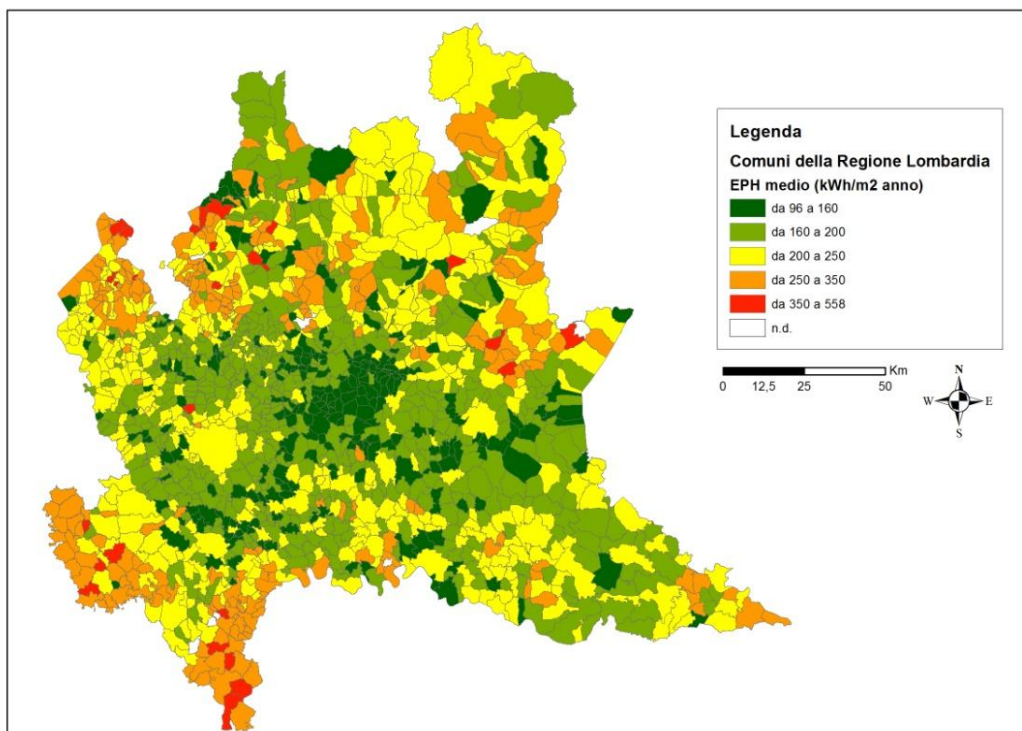 Legenda
Comuni della Regione Lombardia
EPH medio (kWh/m2 anno)
da 96 a 160
da 160 a 200
da 200 a 250
da 250 a 350
da 350 a 558
n.d.
Km
0 12,5 25 50
N
W E
S